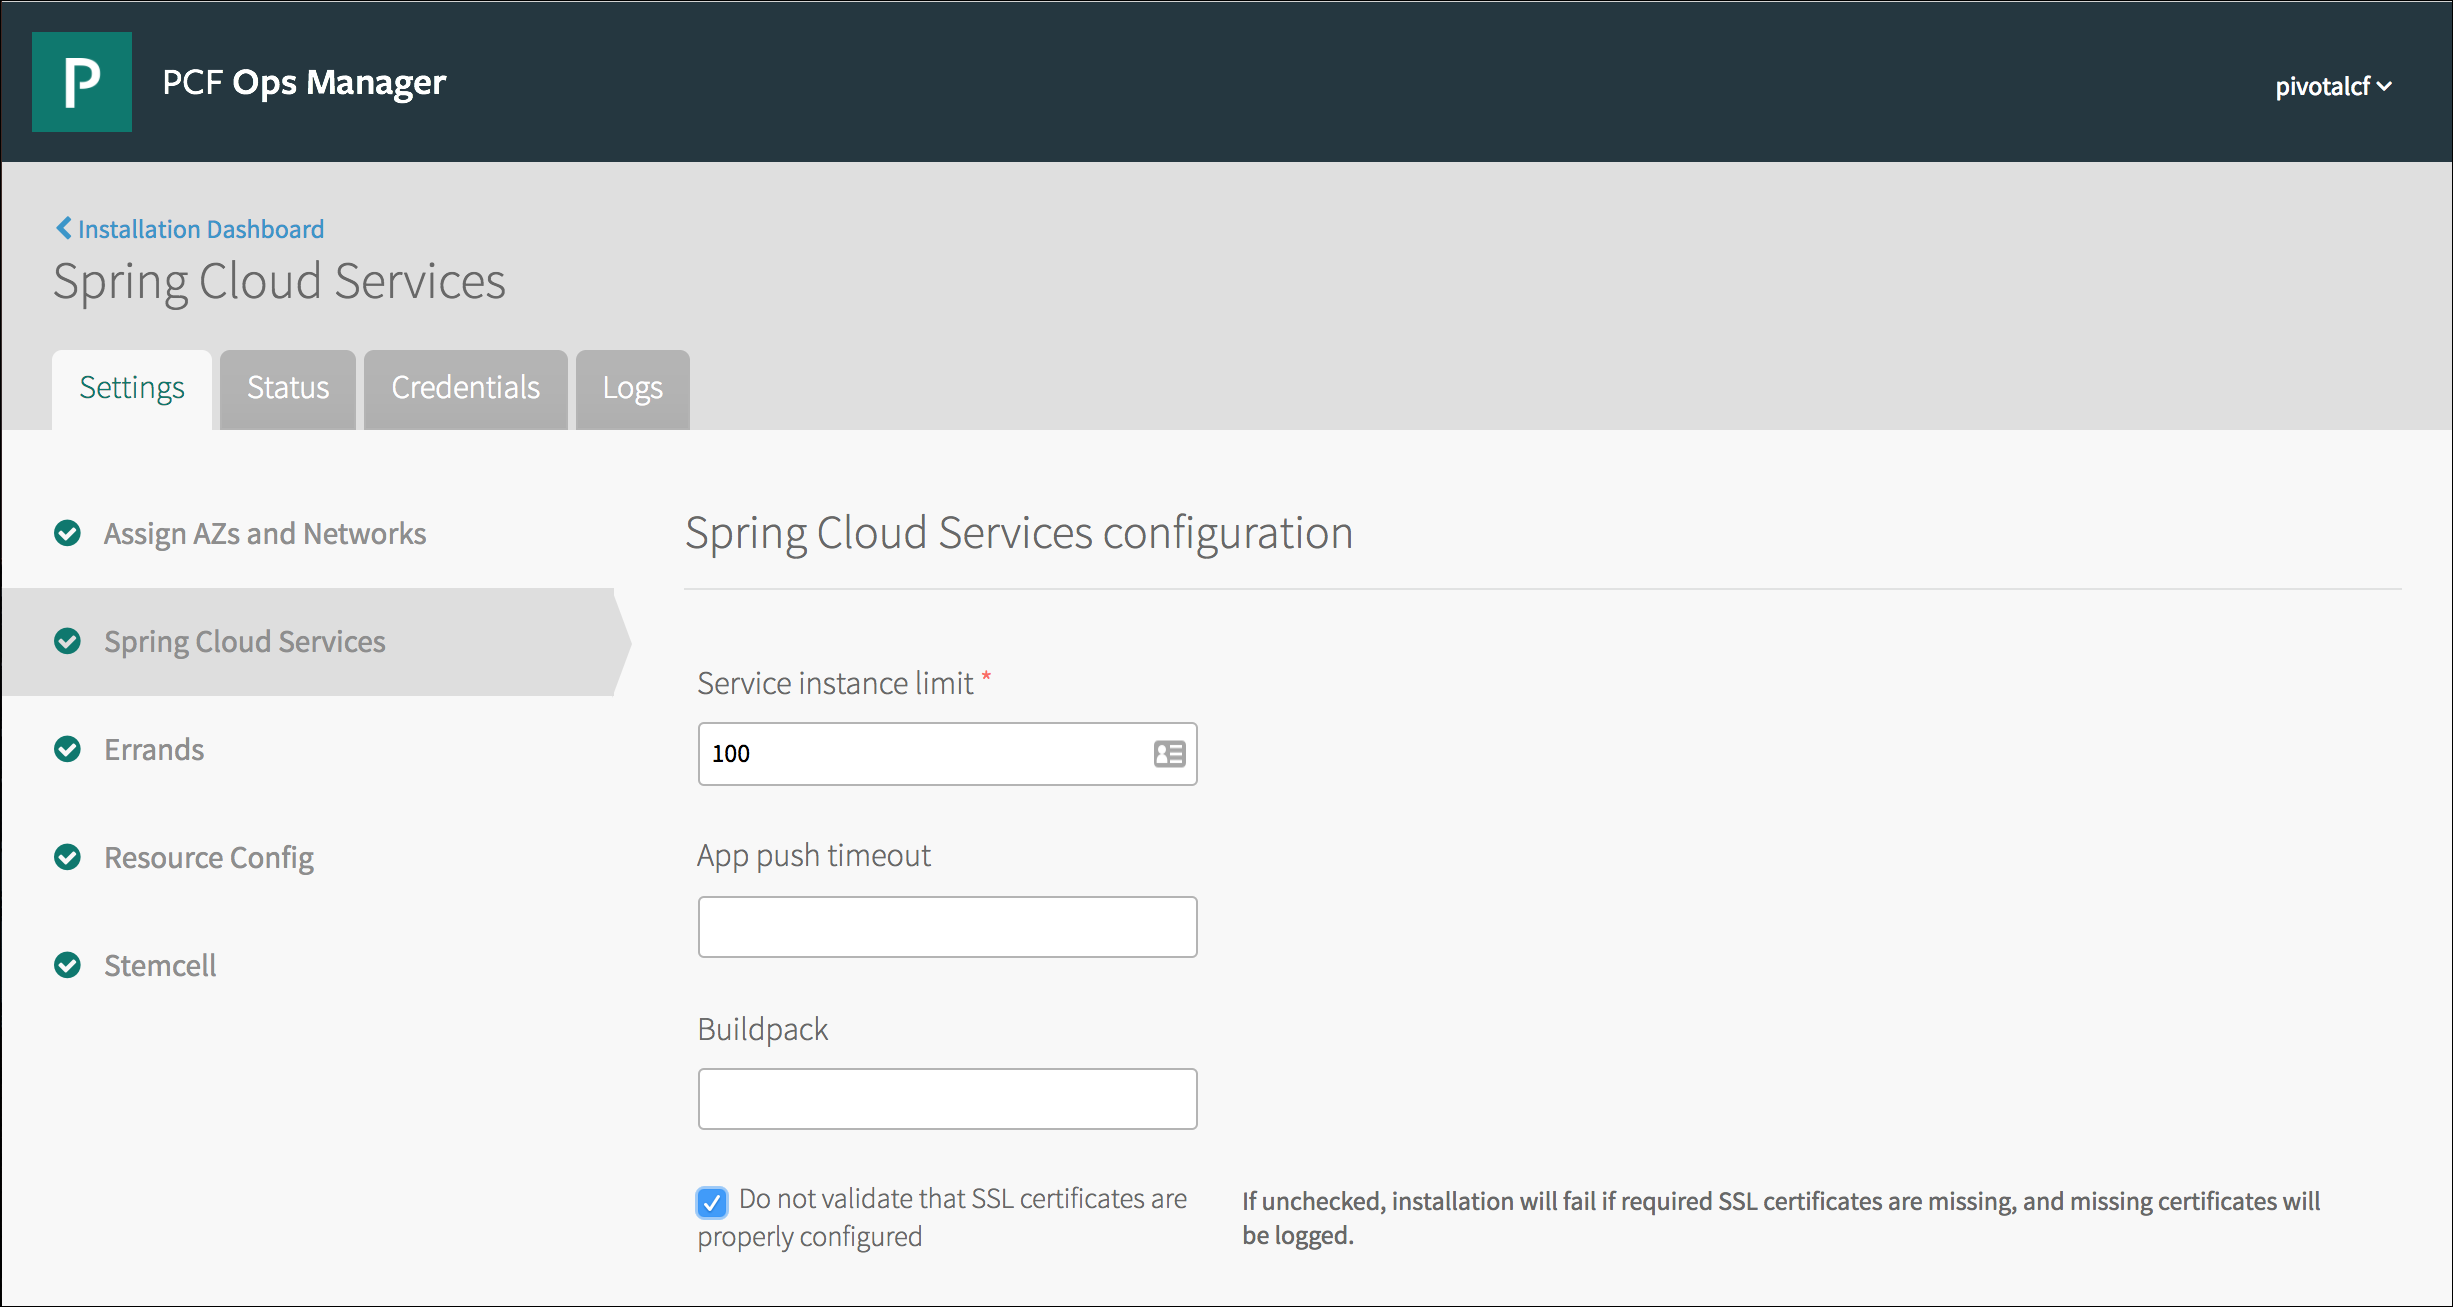 P
PCF Ops Manager
pivotalcf
Installation Dashboard
Spring Cloud Services
Settings
Status
Credentials
Logs
Assign AZs and Networks
Spring Cloud Services
Errands
Resource Config
Stemcell
Spring Cloud Services configuration
Service instance limit *
100
App push timeout
Buildpack
Do not validate that SSL certificates are
properly configured
If unchecked, installation will fail if required SSL certificates are missing, and missing certificates will
be logged.